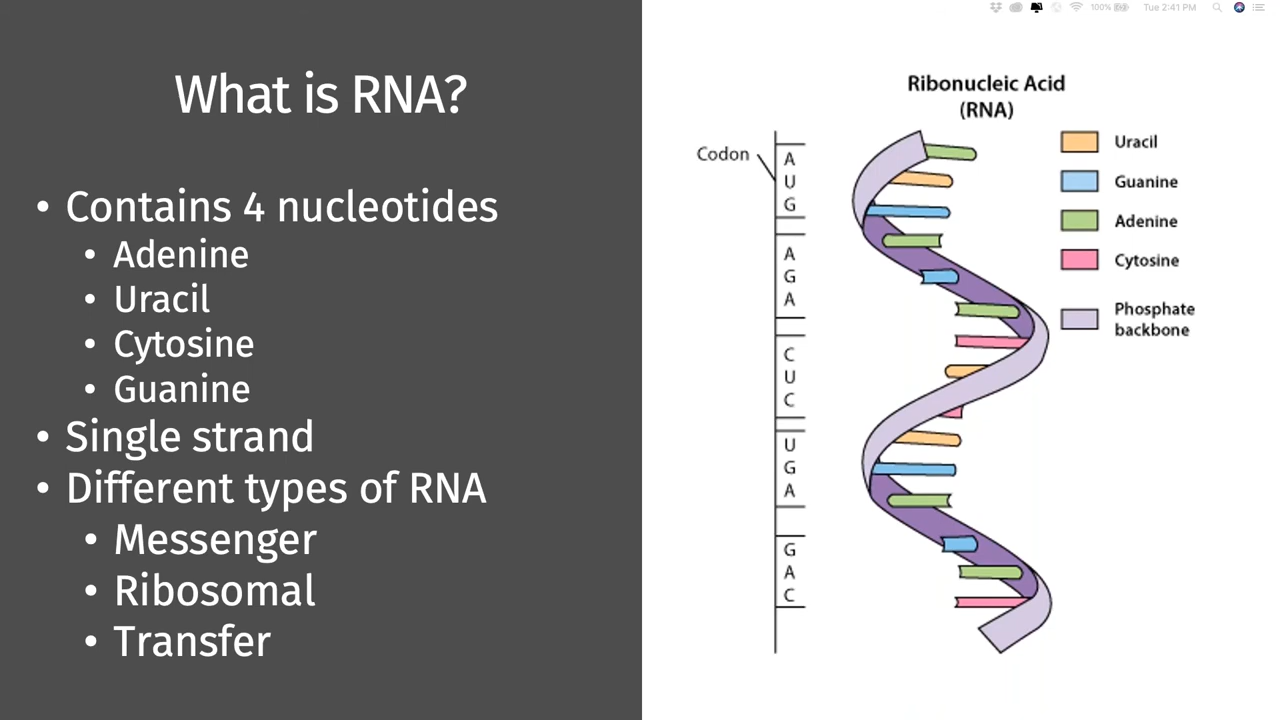 100%
Tue 2:41 PM
What is RNA?
• Contains 4 nucleotides
• Adenine
• Uracil
• Cytosine
• Guanine
• Single strand
• Different types of RNA
• Messenger
• Ribosomal
• Transfer
Ribonucleic Acid
(RNA)
Codon
A
U
G
A
G
A
C
U
C
U
G
A
G
A
C
Uracil
Guanine
Adenine
Cytosine
Phosphate
backbone